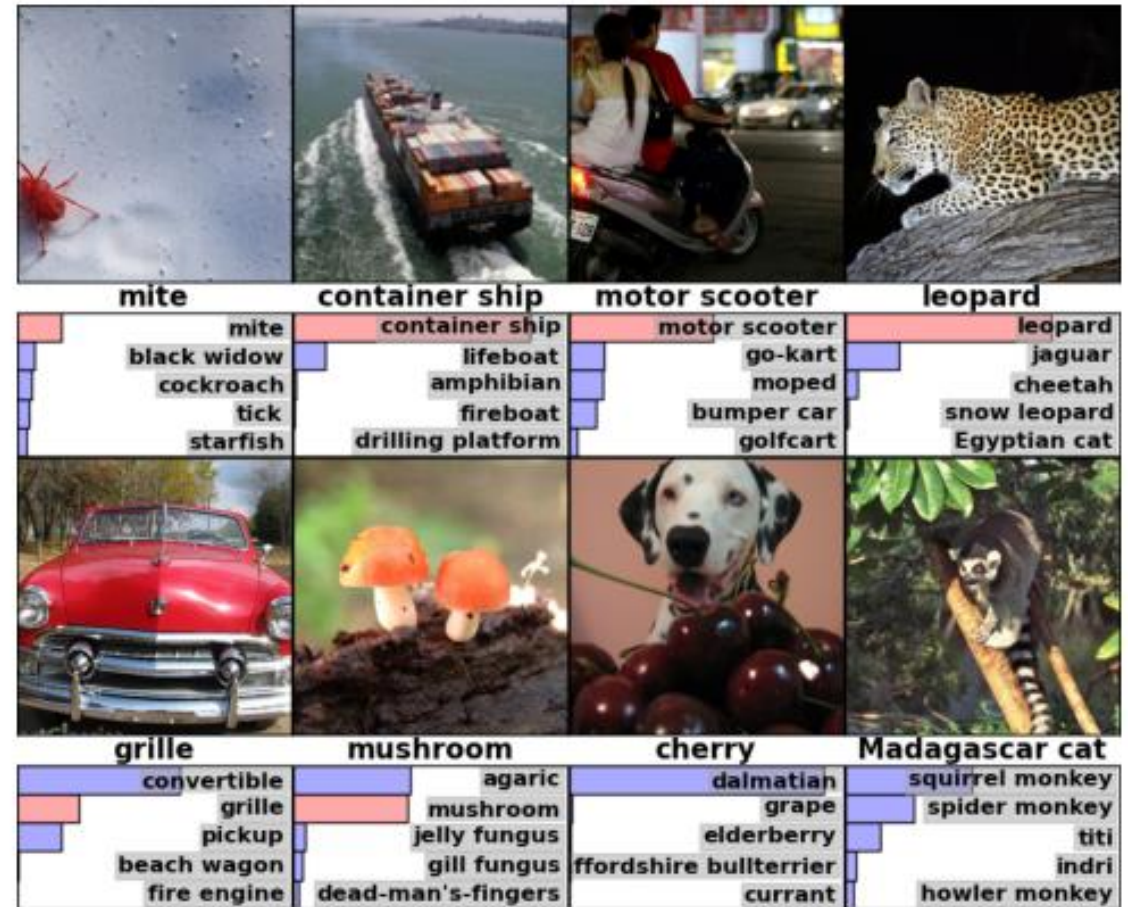 mite
container ship
motor scooter
leopard
mite
black widow
cockroach
tick
starfish
container ship
lifeboat
amphibian
fireboat
drilling platform
motor scooter
go-kart
moped
bumper car
golfcart
leopard
jaguar
cheetah
snow leopard
Egyptian cat
grille
mushroom
cherry
Madagascar cat
convertible
grille
pickup
beach wagon
fire engine
agaric
mushroom
jelly fungus
gill fungus
dead-man's-fingers
dalmatian
grape
elderberry
ffordshire bullterrier
currant
squirrel monkey
spider monkey
titi
indri
howler monkey